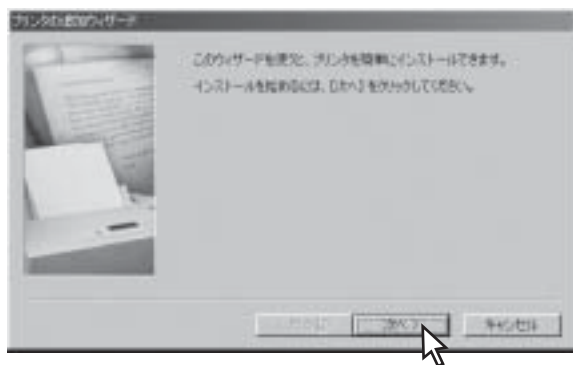 プリンタの追加ウィザード
このウィザードを使うと、プリンタを簡単にインストールできます。
インストールを始めるには、[次へ] をクリックしてください。
次へ >
キャンセル